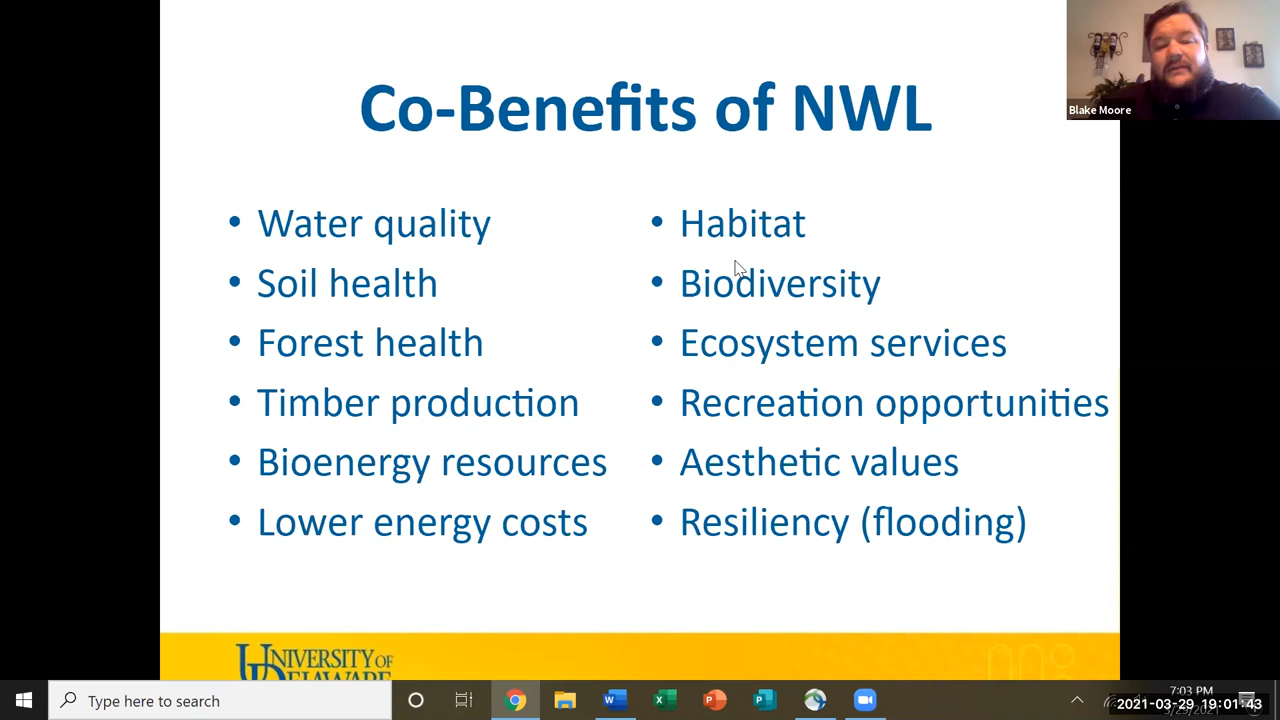 Co-Benefits of NWL
Blake Moore
• Water quality
• Soil health
• Forest health
• Timber production
• Bioenergy resources
• Lower energy costs
• Habitat
• Biodiversity
• Ecosystem services
• Recreation opportunities
• Aesthetic values
• Resiliency (flooding)
UNIVERSITY OF
DELAWARE
Type here to search
7:03 PM
2021-03-29 19:01:43